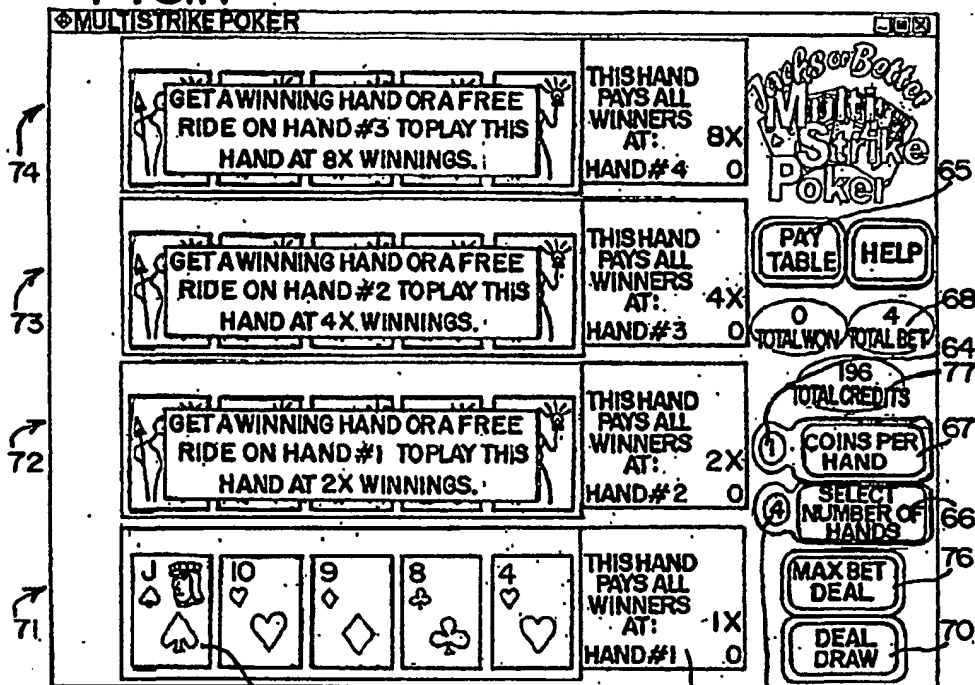 MULTISTRIKE POKER
GET A WINNING HAND OR A FREE
RIDE ON HAND #3 TO PLAY THIS
HAND AT 8X WINNINGS.
THIS HAND
PAYS ALL
WINNERS
AT: 8X
HAND #4 0
74
Jacks or Better
Multi
Strike
Poker
65
PAY
TABLE
HELP
GET A WINNING HAND OR A FREE
RIDE ON HAND #2 TO PLAY THIS
HAND AT 4X WINNINGS.
THIS HAND
PAYS ALL
WINNERS
AT: 4X
HAND #3 0
73
0
TOTAL WON
4
TOTAL BET
68
64
196
TOTAL CREDITS
77
GET A WINNING HAND OR A FREE
RIDE ON HAND #1 TO PLAY THIS
HAND AT 2X WINNINGS.
THIS HAND
PAYS ALL
WINNERS
AT: 2X
HAND #2 0
72
1
COINS PER
HAND
67
4
SELECT
NUMBER OF
HANDS
66
J 10 9 8 4
THIS HAND
PAYS ALL
WINNERS
AT: 1X
HAND #1 0
71
MAX BET
DEAL
76
DEAL
DRAW
70